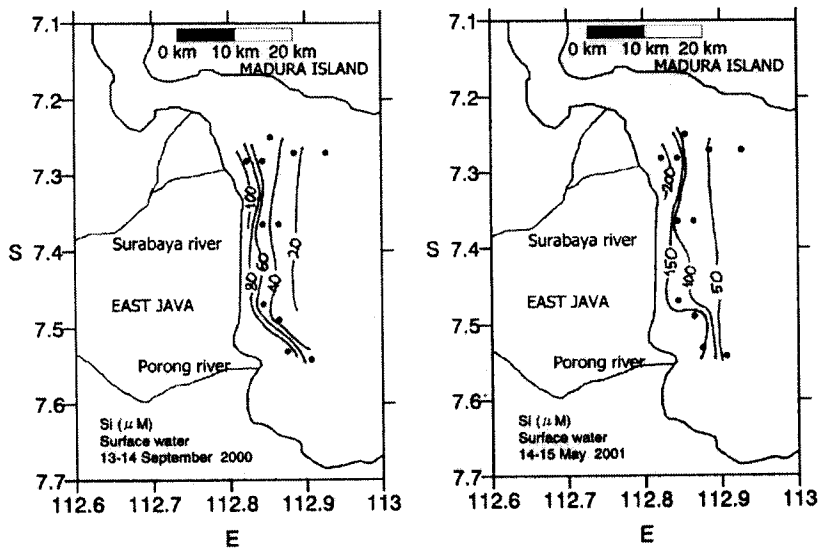 7.1
7.2
7.3
7.4
7.5
7.6
7.7
S
0 km 10 km 20 km
MADURA ISLAND
100
80
60
40
20
Surabaya river
EAST JAVA
Porong river
Si (μM)
Surface water
13-14 September 2000
112.6 112.7 112.8 112.9 113
E
7.1
7.2
7.3
7.4
7.5
7.6
7.7
S
0 km 10 km 20 km
MADURA ISLAND
200
150
100
50
Surabaya river
EAST JAVA
Porong river
Si (μM)
Surface water
14-15 May 2001
112.6 112.7 112.8 112.9 113
E